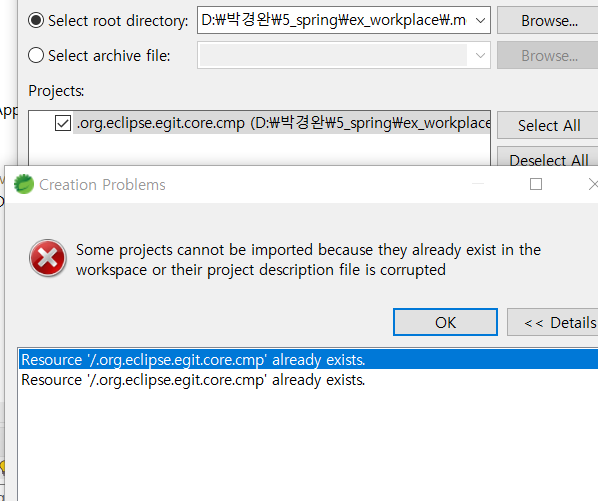 Select root directory:
D:₩박경완₩5_spring₩ex_workplace₩.m
Browse...
Select archive file:
Browse...
App
Projects:
.org.eclipse.egit.core.cmp (D:₩박경완₩5_spring₩ex_workplace
Select All
Deselect All
Creation Problems
Some projects cannot be imported because they already exist in the
workspace or their project description file is corrupted
OK
<< Details
Resource '/.org.eclipse.egit.core.cmp' already exists.
Resource '/.org.eclipse.egit.core.cmp' already exists.